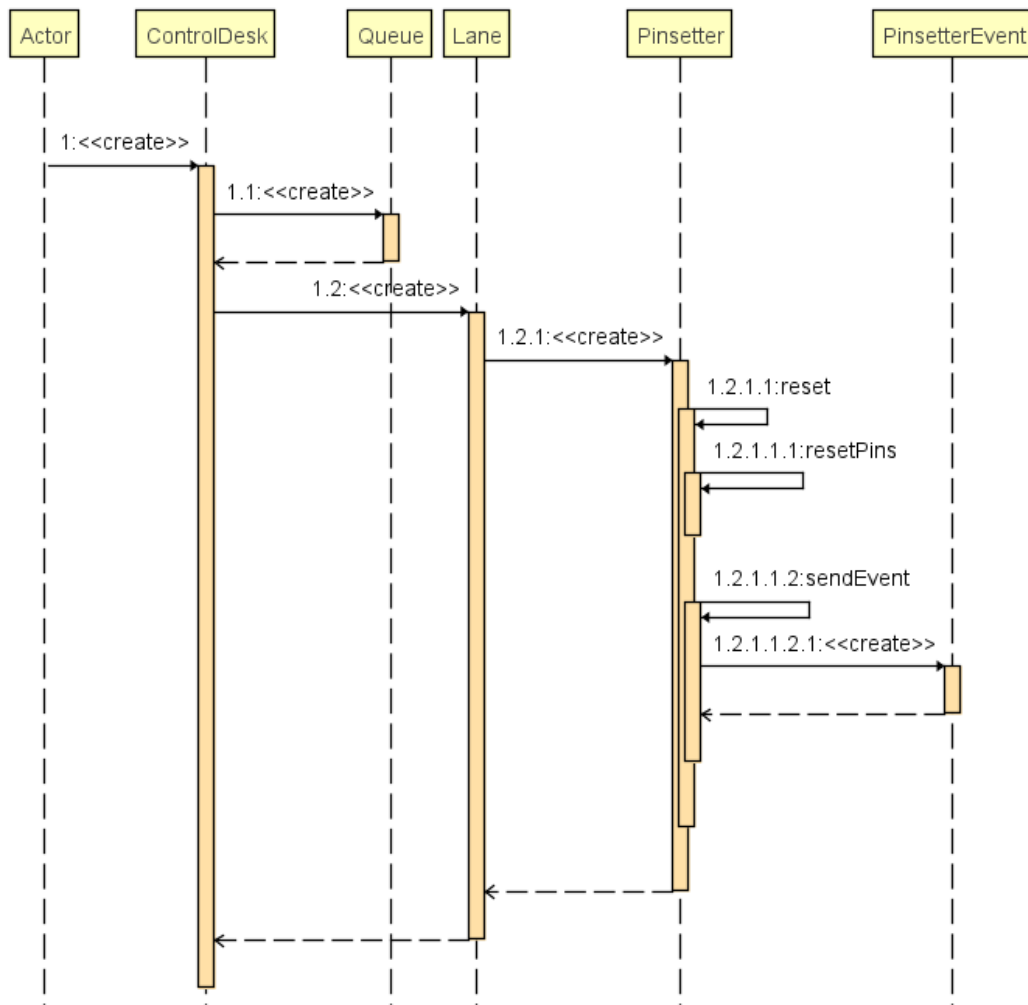 Actor
ControlDesk
Queue
Lane
Pinsetter
PinsetterEvent
1:<<create>>
1.1:<<create>>
1.2:<<create>>
1.2.1:<<create>>
1.2.1.1:reset
1.2.1.1.1:resetPins
1.2.1.1.2:sendEvent
1.2.1.1.2.1:<<create>>